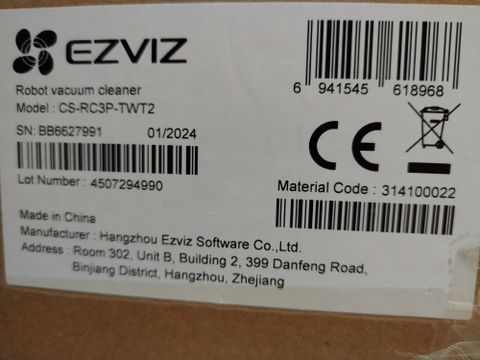 EZVIZ
Robot vacuum cleaner
Model : CS-RC3P-TWT2
SN: BB6627991 01/2024
Lot Number : 4507294990
6 941545 618968
CE
Material Code : 314100022
Made in China
Manufacturer : Hangzhou Ezviz Software Co.,Ltd.
Address : Room 302, Unit B, Building 2, 399 Danfeng Road,
Binjiang District, Hangzhou, Zhejiang